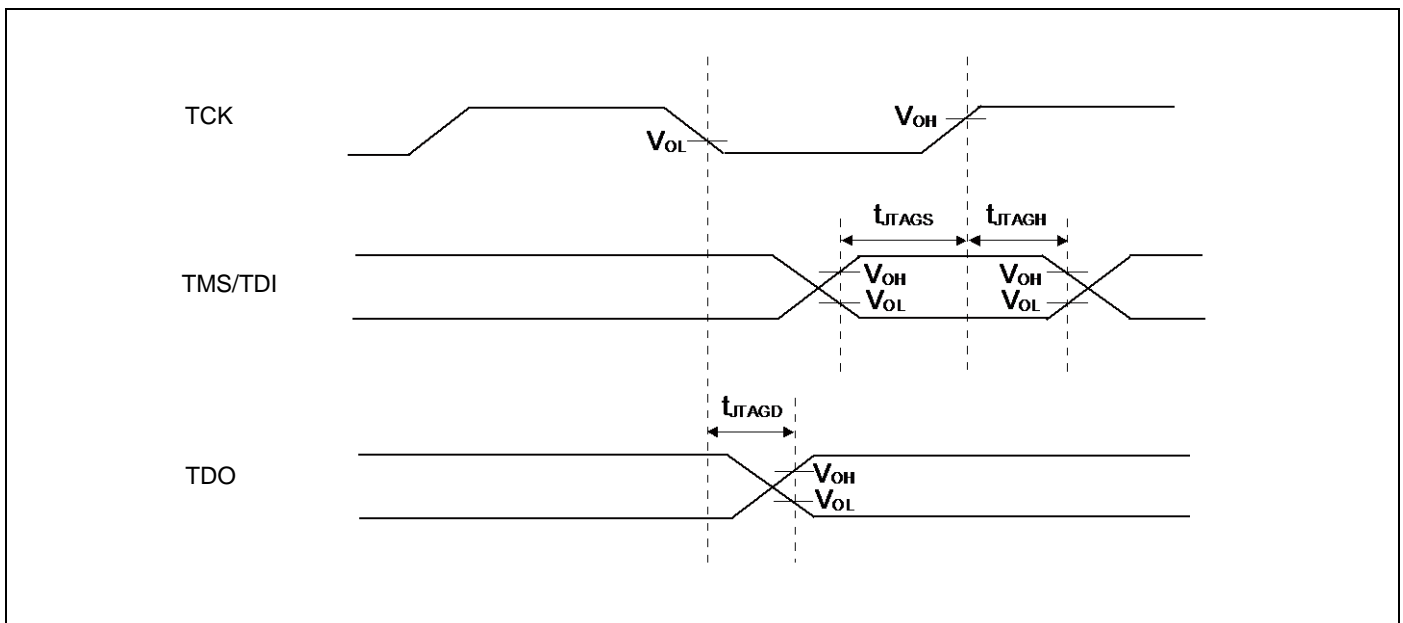 TCK
VOL
VOH
tJTAGS
tJTAGH
TMS/TDI
VOH
VOH
VOL
VOL
tJTAGD
TDO
VOH
VOL